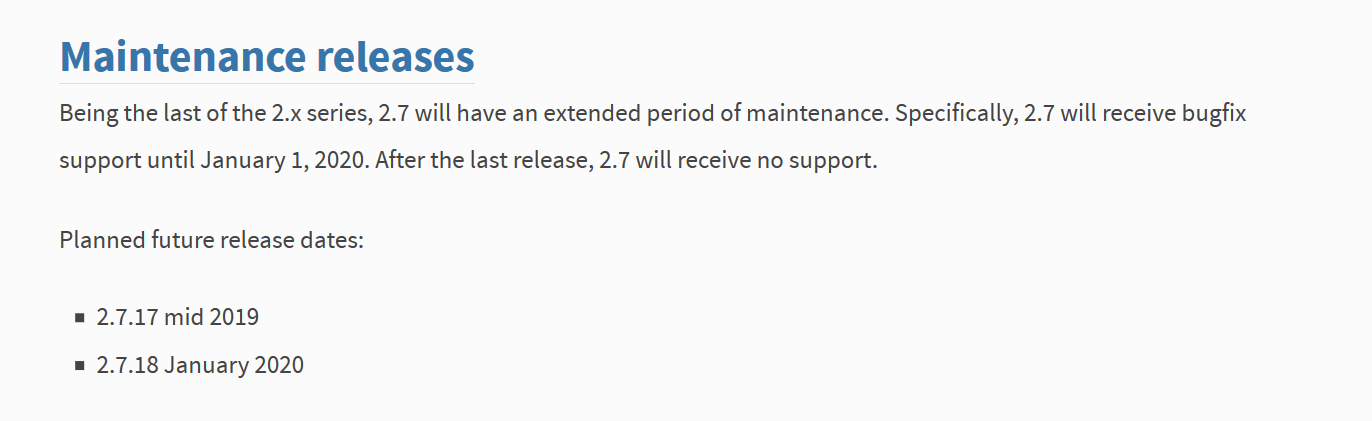 Maintenance releases
Being the last of the 2.x series, 2.7 will have an extended period of maintenance. Specifically, 2.7 will receive bugfix
support until January 1, 2020. After the last release, 2.7 will receive no support.
Planned future release dates:
▪ 2.7.17 mid 2019
▪ 2.7.18 January 2020